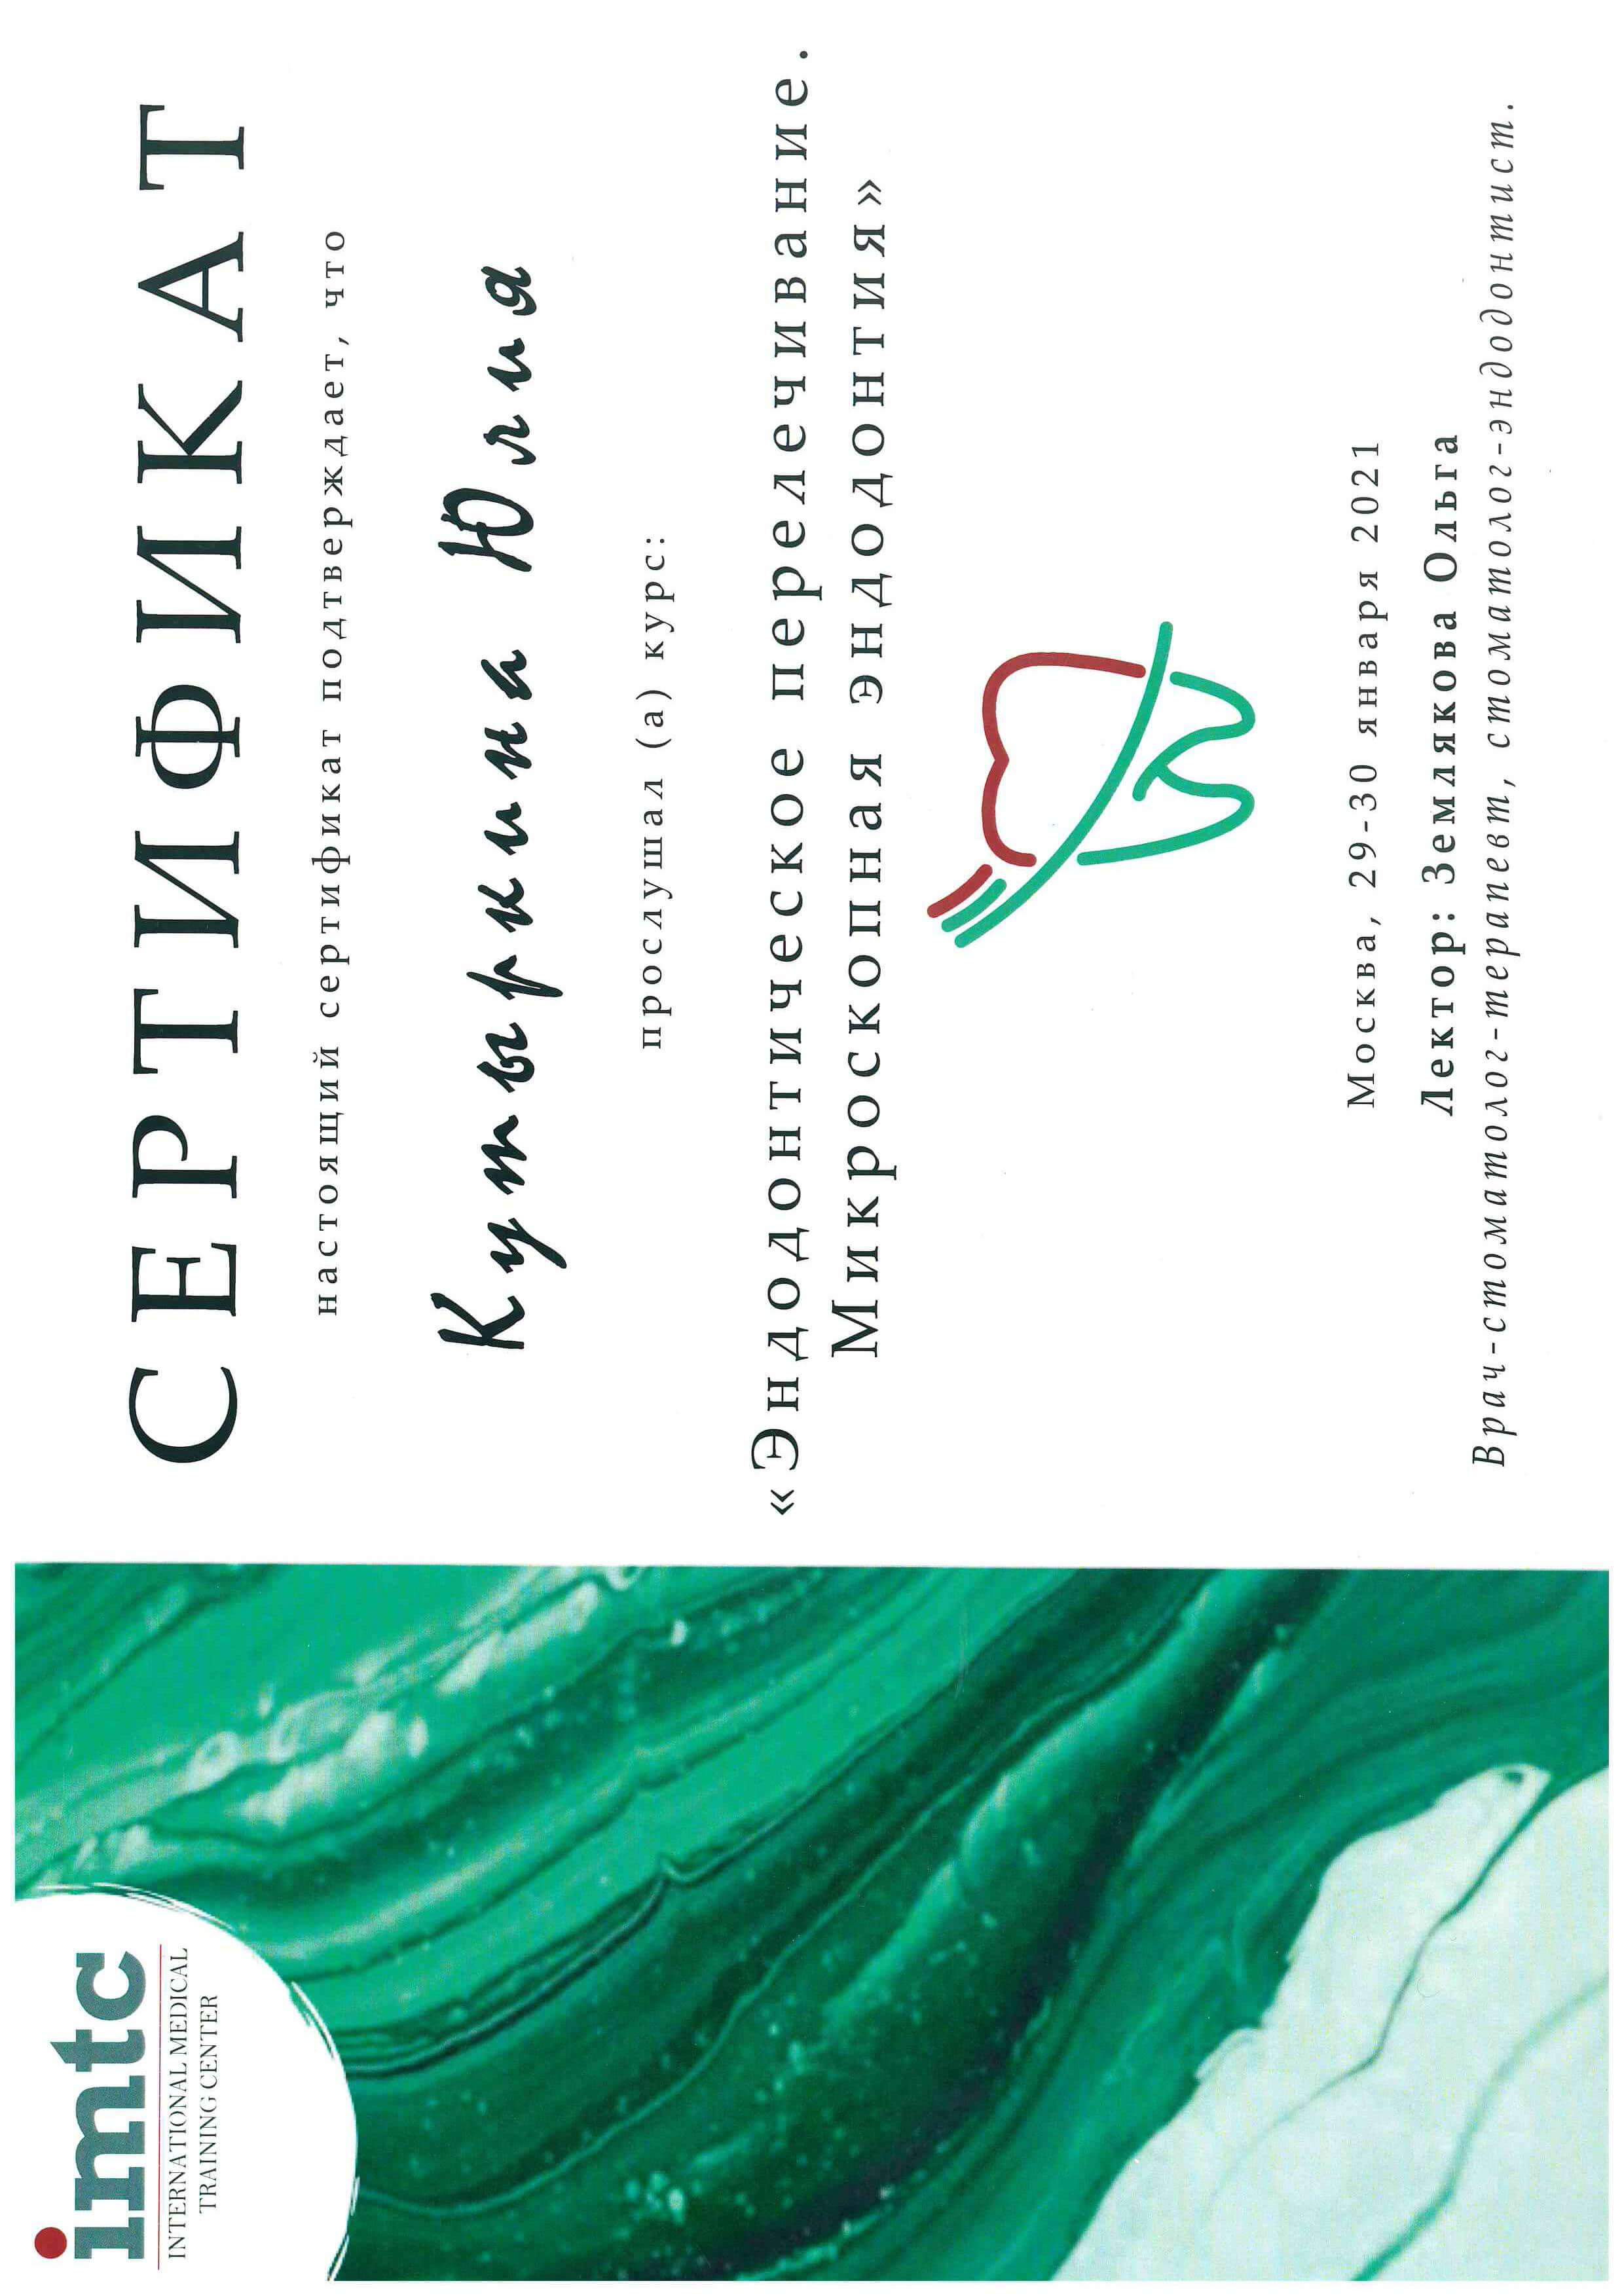 imtc
INTERNATIONAL MEDICAL
TRAINING CENTER
СЕРТИФИКАТ
настоящий сертификат подтверждает, что
Кутыркина Юлия
прослушал (а) курс:
«Эндодонтическое перелечивание.
Микроскопная эндодонтия»
Москва, 29-30 января 2021
Лектор: Землякова Ольга
Врач-стоматолог-терапевт, стоматолог-эндодонтист.